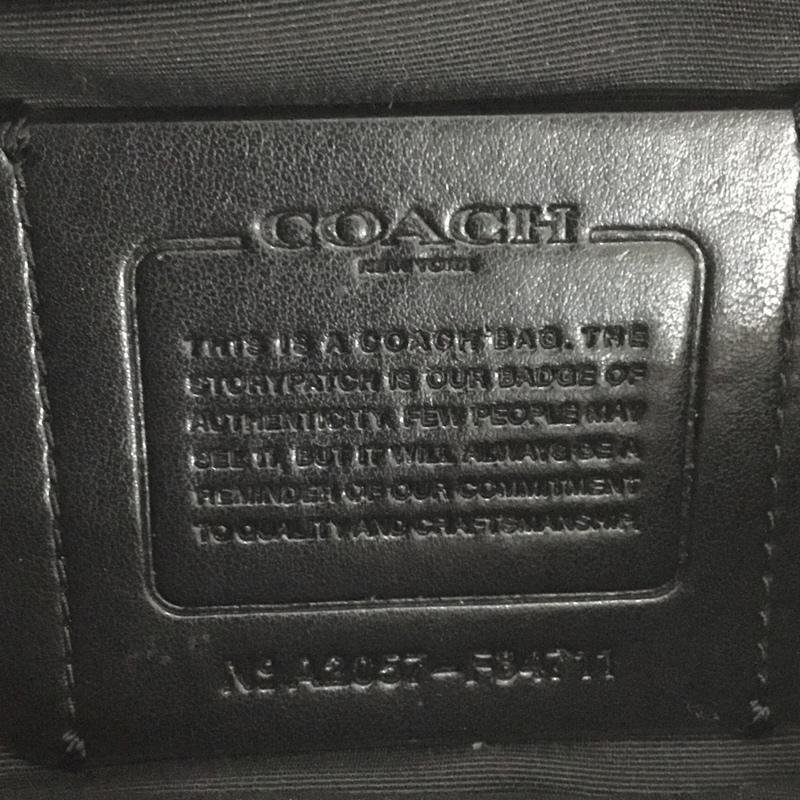 COACH
NEW YORK
THIS IS A COACH BAG. THE
STORYPATCH IS OUR BADGE OF
AUTHENTICITY. FEW PEOPLE MAY
SEE IT, BUT IT WILL ALWAYS BE A
REMINDER OF OUR COMMITMENT
TO QUALITY AND CRAFTSMANSHIP.
Nº A2057-F84711